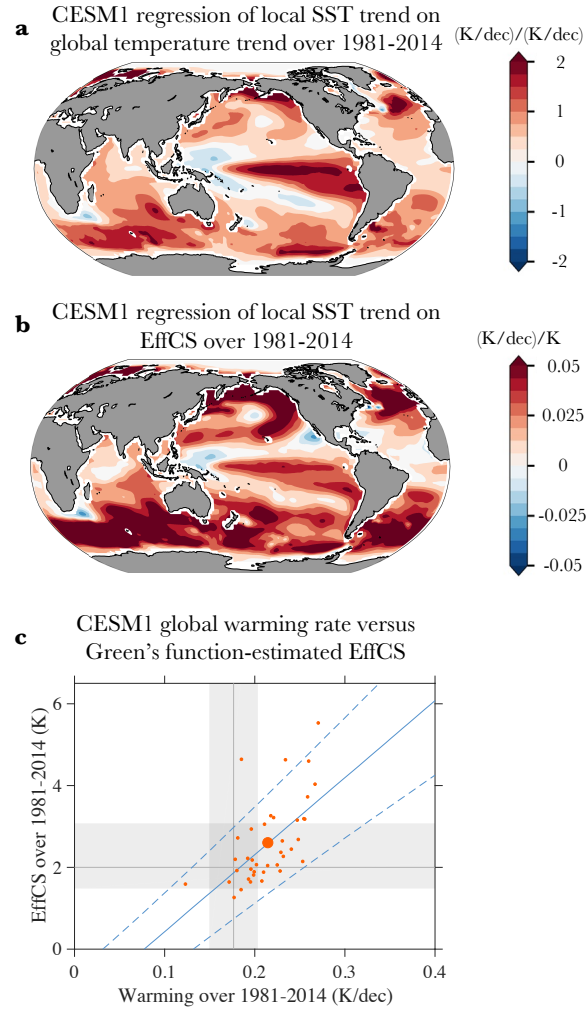 a
CESM1 regression of local SST trend on
global temperature trend over 1981-2014
(K/dec)/(K/dec)
2
1
0
-1
-2
b
CESM1 regression of local SST trend on
EffCS over 1981-2014
(K/dec)/K
0.05
0.025
0
-0.025
-0.05
c
CESM1 global warming rate versus
Green's function-estimated EffCS
EffCS over 1981-2014 (K)
6
4
2
0
0
0.1
0.2
0.3
0.4
Warming over 1981-2014 (K/dec)